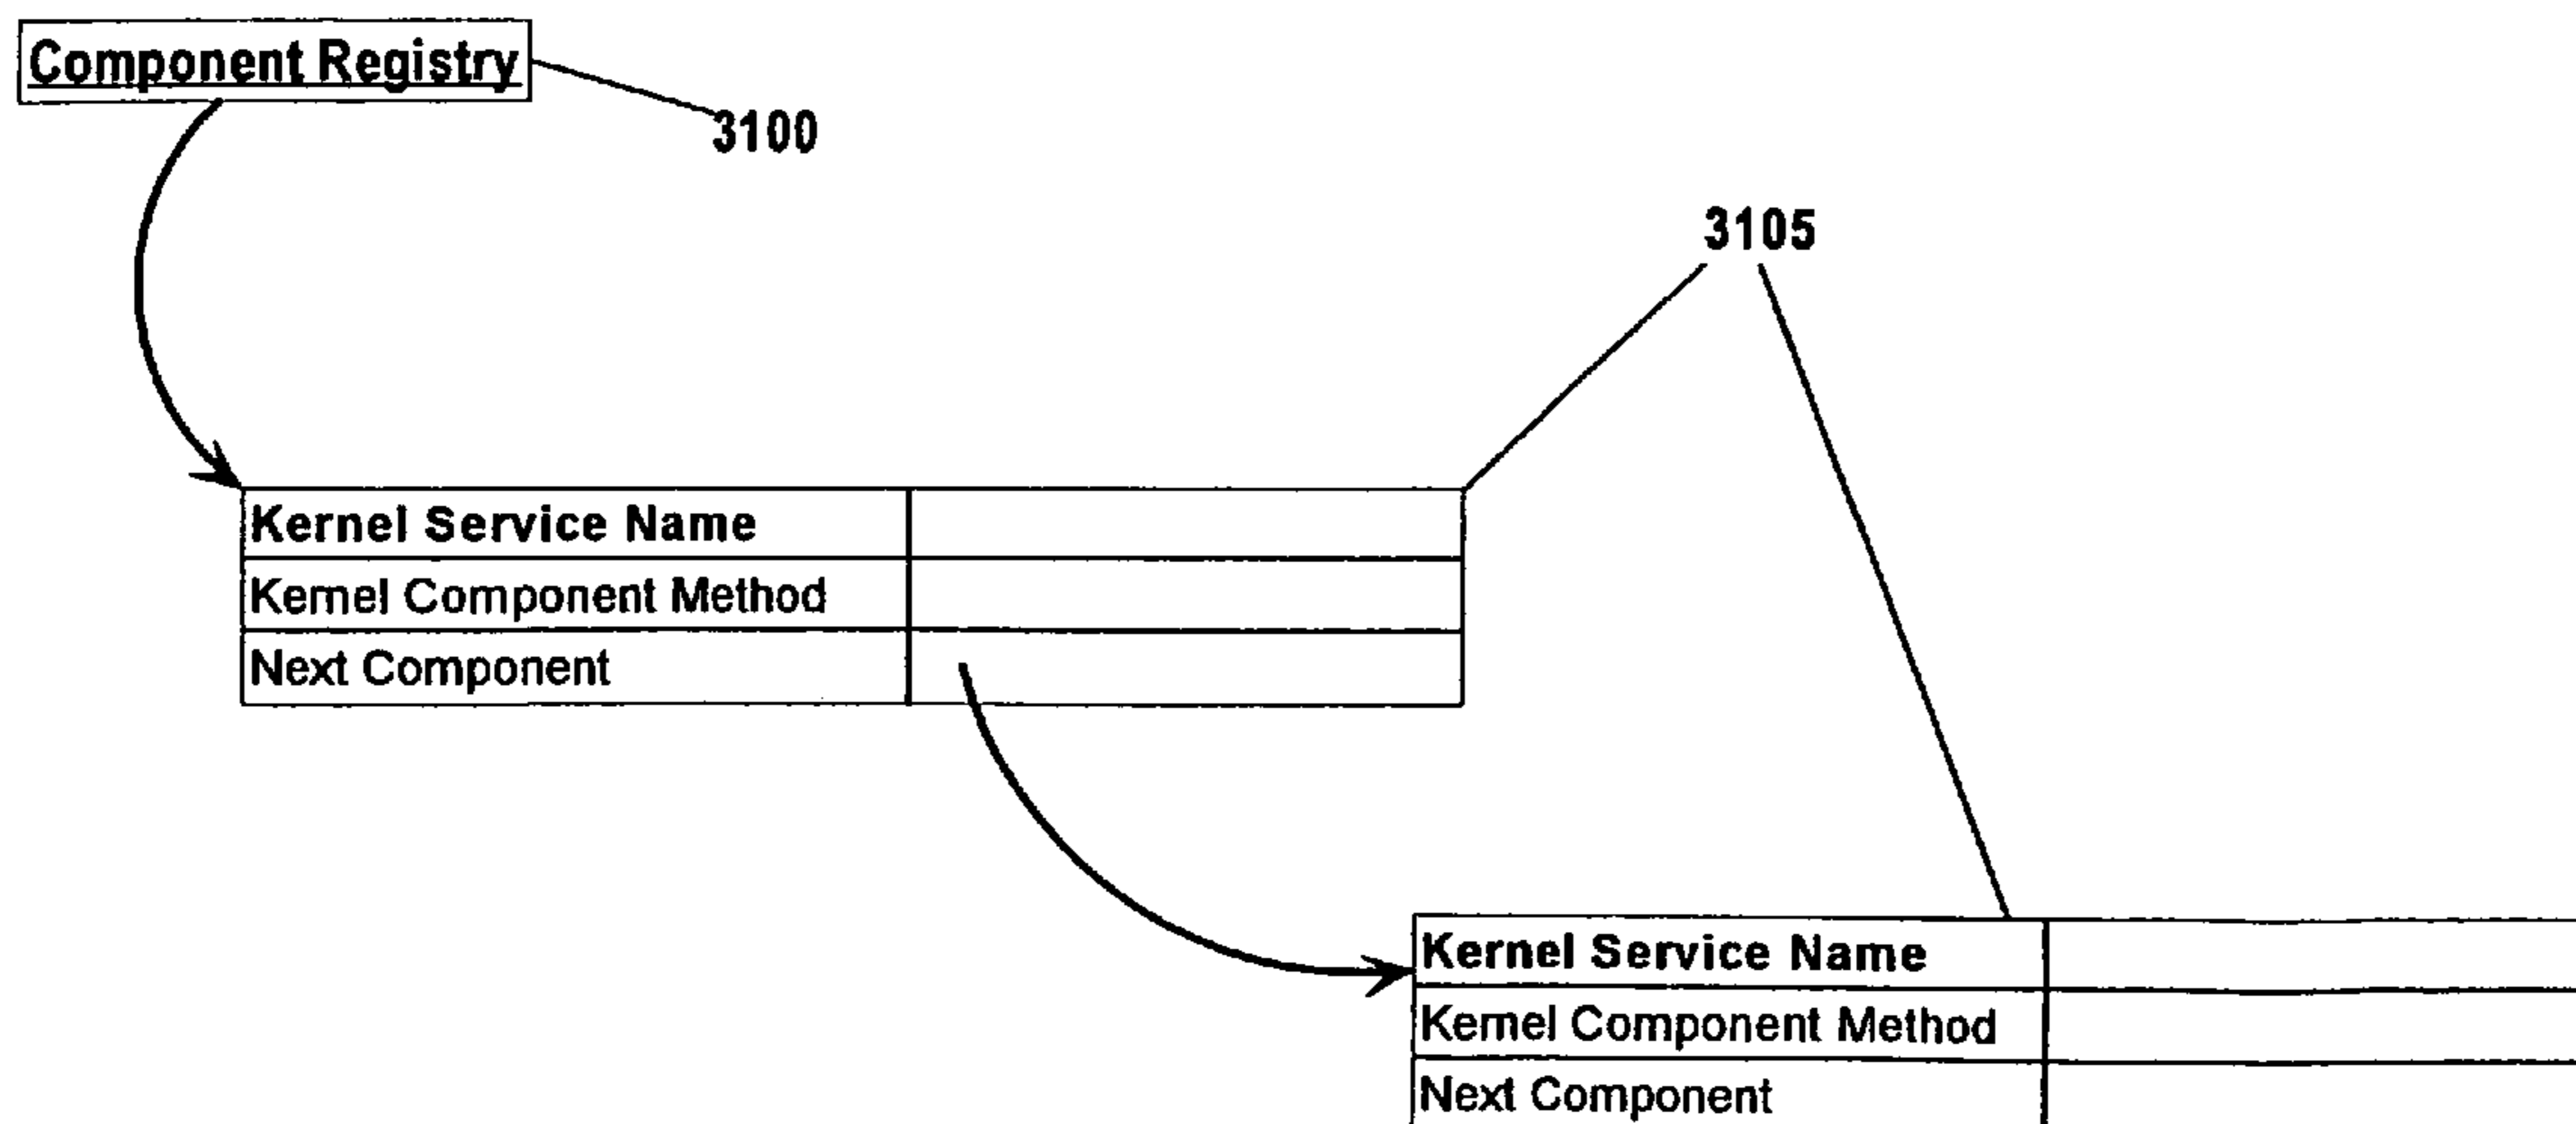 Component Registry
3100
3105
Kernel Service Name
Kernel Component Method
Next Component
Kernel Service Name
Kernel Component Method
Next Component